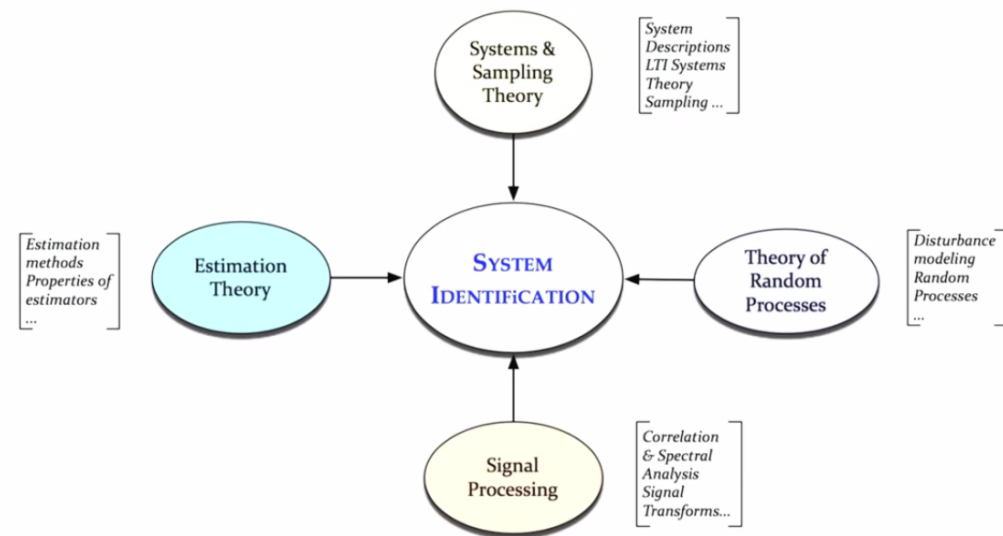 Systems &
Sampling
Theory
System
Descriptions
LTI Systems
Theory
Sampling ...
Estimation
methods
Properties of
estimators
...
Estimation
Theory
SYSTEM
IDENTIFiCATION
Theory of
Random
Processes
Disturbance
modeling
Random
Processes
...
Signal
Processing
Correlation
& Spectral
Analysis
Signal
Transforms...